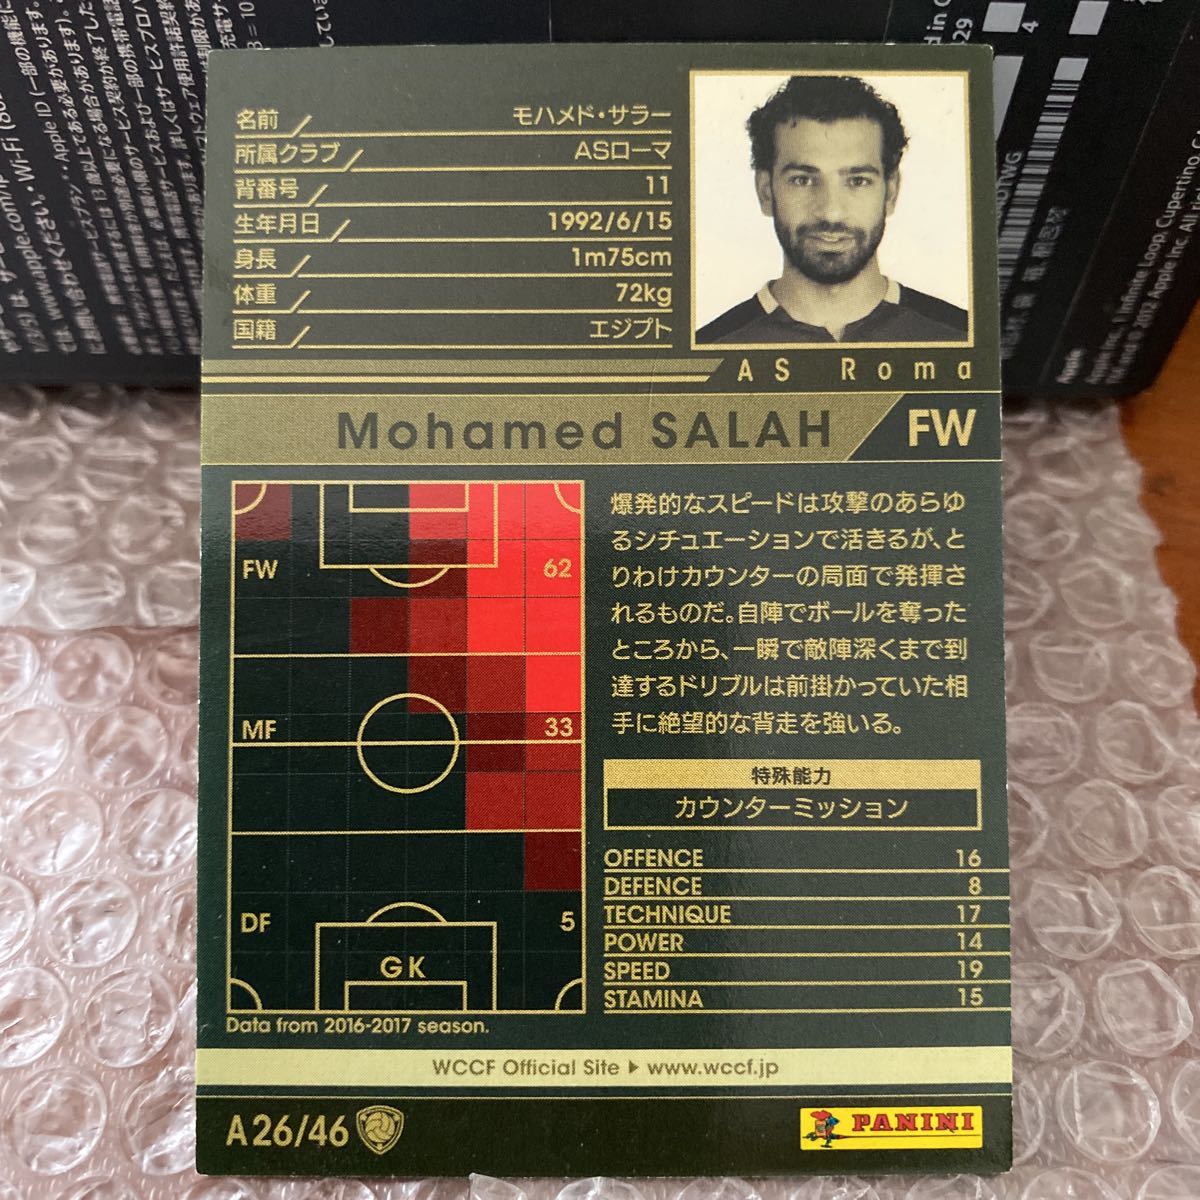 名前 モハメド・サラー
所属クラブ ASローマ
背番号 11
生年月日 1992/6/15
身長 1m75cm
体重 72kg
国籍 エジプト
AS Roma
Mohamed SALAH FW
FW 62
MF 33
DF 5
GK
Data from 2016-2017 season.
爆発的なスピードは攻撃のあらゆ
るシチュエーションで活きるが、と
りわけカウンターの局面で発揮さ
れるものだ。自陣でボールを奪った
ところから、一瞬で敵陣深くまで到
達するドリブルは前掛かっていた相
手に絶望的な背走を強いる。
特殊能力
カウンターミッション
OFFENCE 16
DEFENCE 8
TECHNIQUE 17
POWER 14
SPEED 19
STAMINA 15
WCCF Official Site ▶ www.wccf.jp
A26/46
PANINI